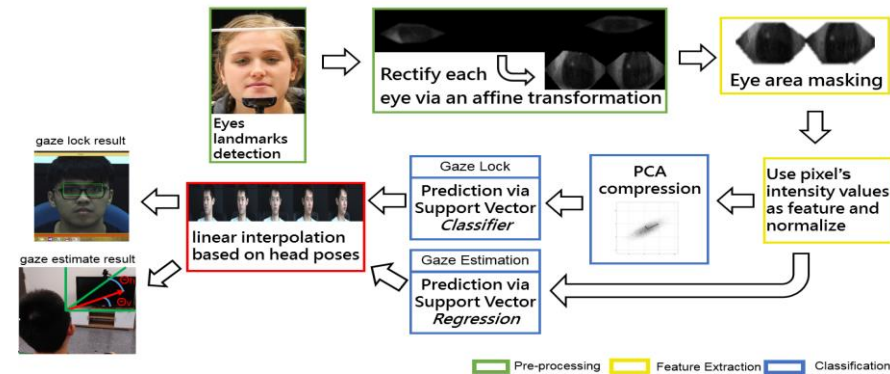 Eyes
landmarks
detection
Rectify each
eye via an affine transformation
Eye area masking
Use pixel's
intensity values
as feature and
normalize
PCA
compression
Gaze Lock
Prediction via
Support Vector
Classifier
Gaze Estimation
Prediction via
Support Vector
Regression
linear interpolation
based on head poses
gaze lock result
gaze estimate result
Pre-processing
Feature Extraction
Classification